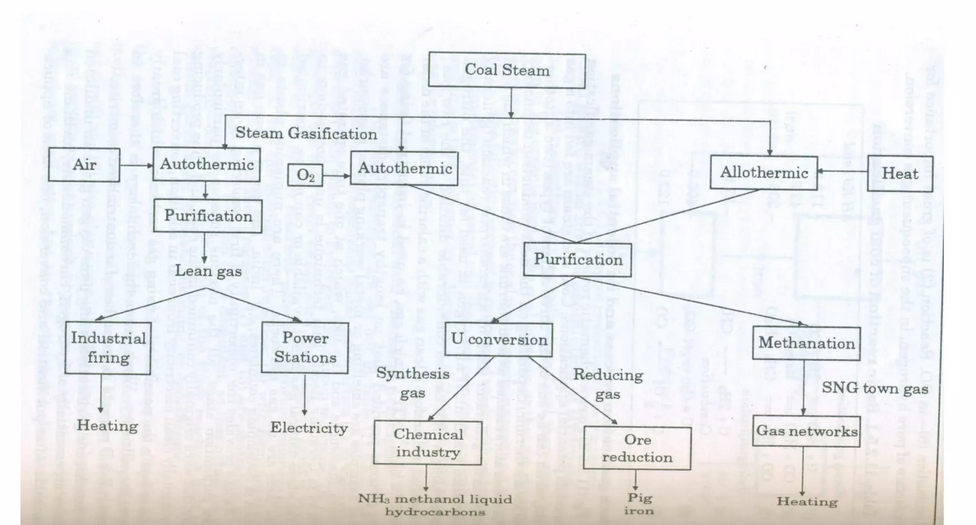 Coal Steam
Steam Gasification
Air
Autothermic
O₂
Autothermic
Allothermic
Heat
Purification
Purification
Lean gas
Industrial
firing
Power
Stations
U conversion
Methanation
Synthesis
gas
Reducing
gas
SNG town gas
Heating
Electricity
Chemical
industry
Ore
reduction
Gas networks
NH₃ methanol liquid
hydrocarbons
Pig
iron
Heating